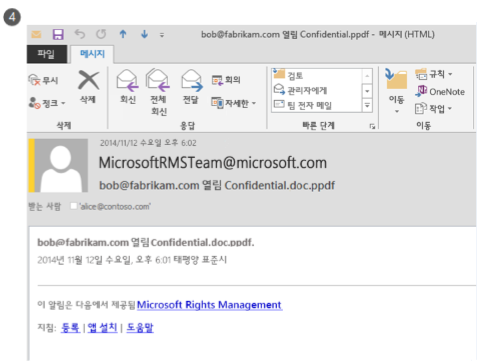 4
bob@fabrikam.com 열림 Confidential.ppdf - 메시지 (HTML)
파일 메시지
무시 삭제 회신 전체 회신 전달 회의 검토 이동 규칙
정크 자세한 관리자에게 OneNote
팀 전자 메일 작업
삭제 응답 빠른 단계 이동
2014/11/12 수요일 오후 6:02
MicrosoftRMSTeam@microsoft.com
bob@fabrikam.com 열림 Confidential.doc.ppdf
받는 사람 'alice@contoso.com'
bob@fabrikam.com 열림 Confidential.doc.ppdf.
2014년 11월 12일 수요일, 오후 6:01 태평양 표준시
이 알림은 다음에서 제공됨 Microsoft Rights Management
지침: 등록 | 앱 설치 | 도움말